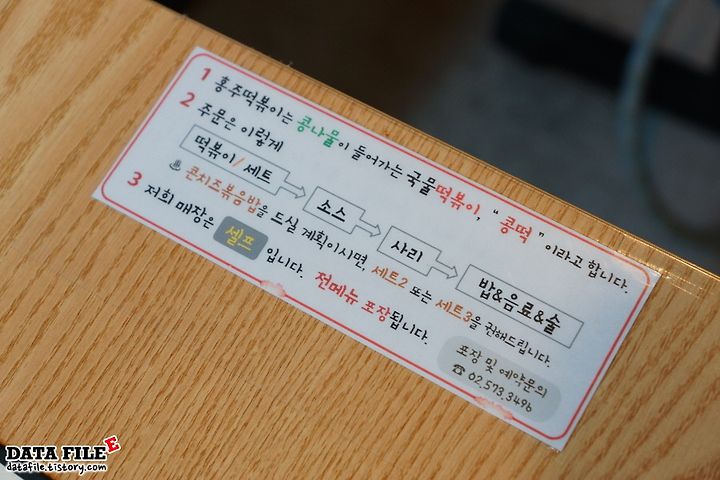 1 홍주떡볶이는 콩나물이 들어가는 국물떡볶이, "콩떡"이라고 합니다.
2 주문은 이렇게
떡볶이/세트
소스
사리
밥&음료&술
♨ 콘치즈볶음밥을 드실 계획이시면, 세트2 또는 세트3을 권해드립니다.
3 저희 매장은 셀프 입니다. 전메뉴 포장됩니다.
포장 및 예약문의
☎ 02.573.3496
DATA FILE E
datafile.tistory.com